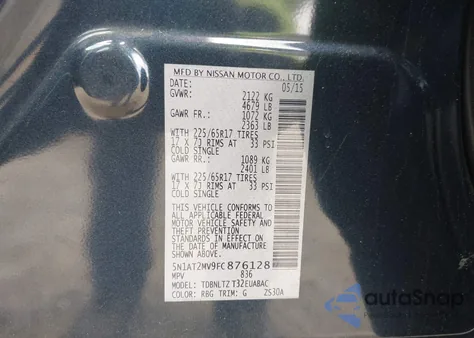 MFD BY NISSAN MOTOR CO., LTD.
DATE: 05/15
GVWR: 2122 KG
4679 LB
GAWR FR.: 1072 KG
2363 LB
WITH 225/65R17 TIRES
17 X 7J RIMS AT 33 PSI
COLD SINGLE
GAWR RR.: 1089 KG
2401 LB
WITH 225/65R17 TIRES
17 X 7J RIMS AT 33 PSI
COLD SINGLE
THIS VEHICLE CONFORMS TO
ALL APPLICABLE FEDERAL
MOTOR VEHICLE SAFETY AND
THEFT PREVENTION
STANDARDS IN EFFECT ON
THE DATE OF MANUFACTURE
SHOWN ABOVE.
5N1AT2MV9FC876128
MPV 836
MODEL: TDBNLTZ T32EUABAC
COLOR: RBG TRIM: G ZS30A
autoSnap